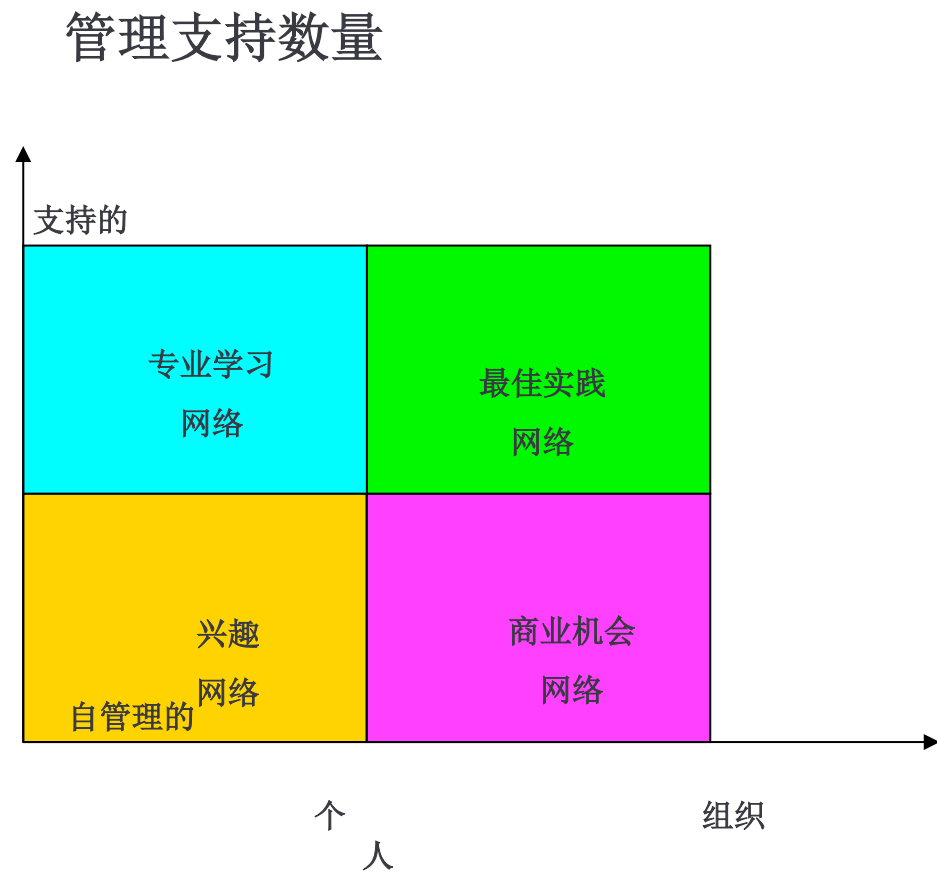 管理支持数量
支持的
专业学习
网络
最佳实践
网络
兴趣
网络
商业机会
网络
自管理的
个
人
组织